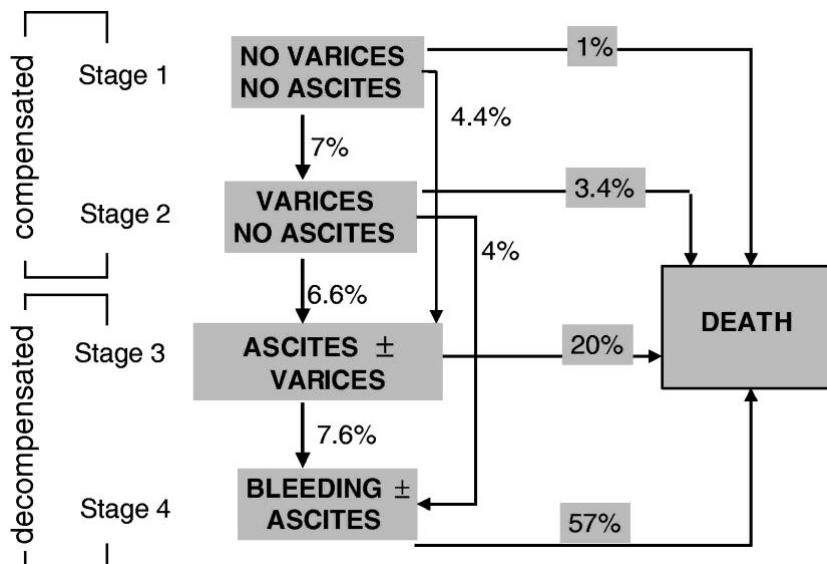 compensated
Stage 1
NO VARICES
NO ASCITES
1%
4.4%
7%
Stage 2
VARICES
NO ASCITES
3.4%
4%
6.6%
decompensated
Stage 3
ASCITES ±
VARICES
20%
DEATH
7.6%
Stage 4
BLEEDING ±
ASCITES
57%